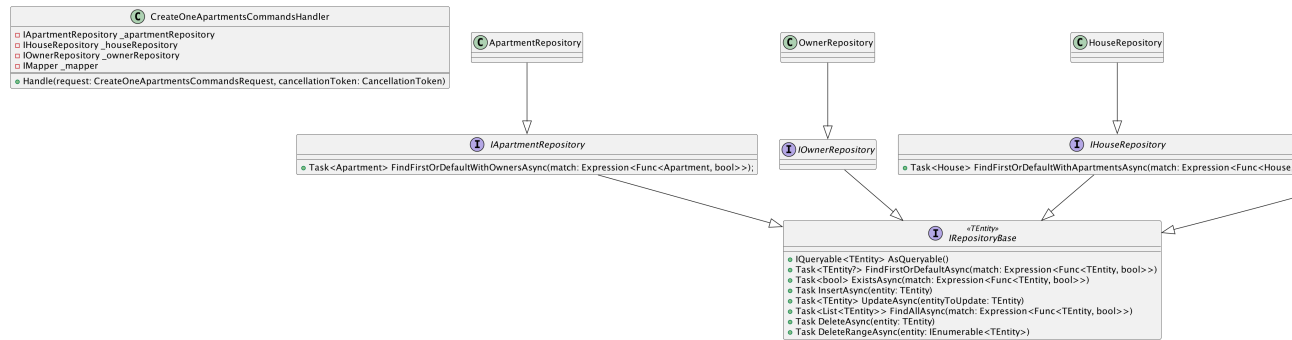 C CreateOneApartmentsCommandsHandler
IApartmentRepository _apartmentRepository
IHouseRepository _houseRepository
IOwnerRepository _ownerRepository
IMapper _mapper
Handle(request: CreateOneApartmentsCommandsRequest, cancellationToken: CancellationToken)
C ApartmentRepository
C OwnerRepository
C HouseRepository
I IApartmentRepository
Task<Apartment> FindFirstOrDefaultWithOwnersAsync(match: Expression<Func<Apartment, bool>>);
I IOwnerRepository
I IHouseRepository
Task<House> FindFirstOrDefaultWithApartmentsAsync(match: Expression<Func<House
I «TEntity»
IRepositoryBase
IQueryable<TEntity> AsQueryable()
Task<TEntity?> FindFirstOrDefaultAsync(match: Expression<Func<TEntity, bool>>)
Task<bool> ExistsAsync(match: Expression<Func<TEntity, bool>>)
Task InsertAsync(entity: TEntity)
Task<TEntity> UpdateAsync(entityToUpdate: TEntity)
Task<List<TEntity>> FindAllAsync(match: Expression<Func<TEntity, bool>>)
Task DeleteAsync(entity: TEntity)
Task DeleteRangeAsync(entity: IEnumerable<TEntity>)